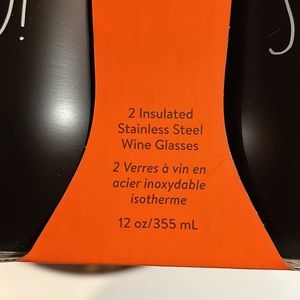 2 Insulated
Stainless Steel
Wine Glasses
2 Verres à vin en
acier inoxydable
isotherme
12 oz/355 mL